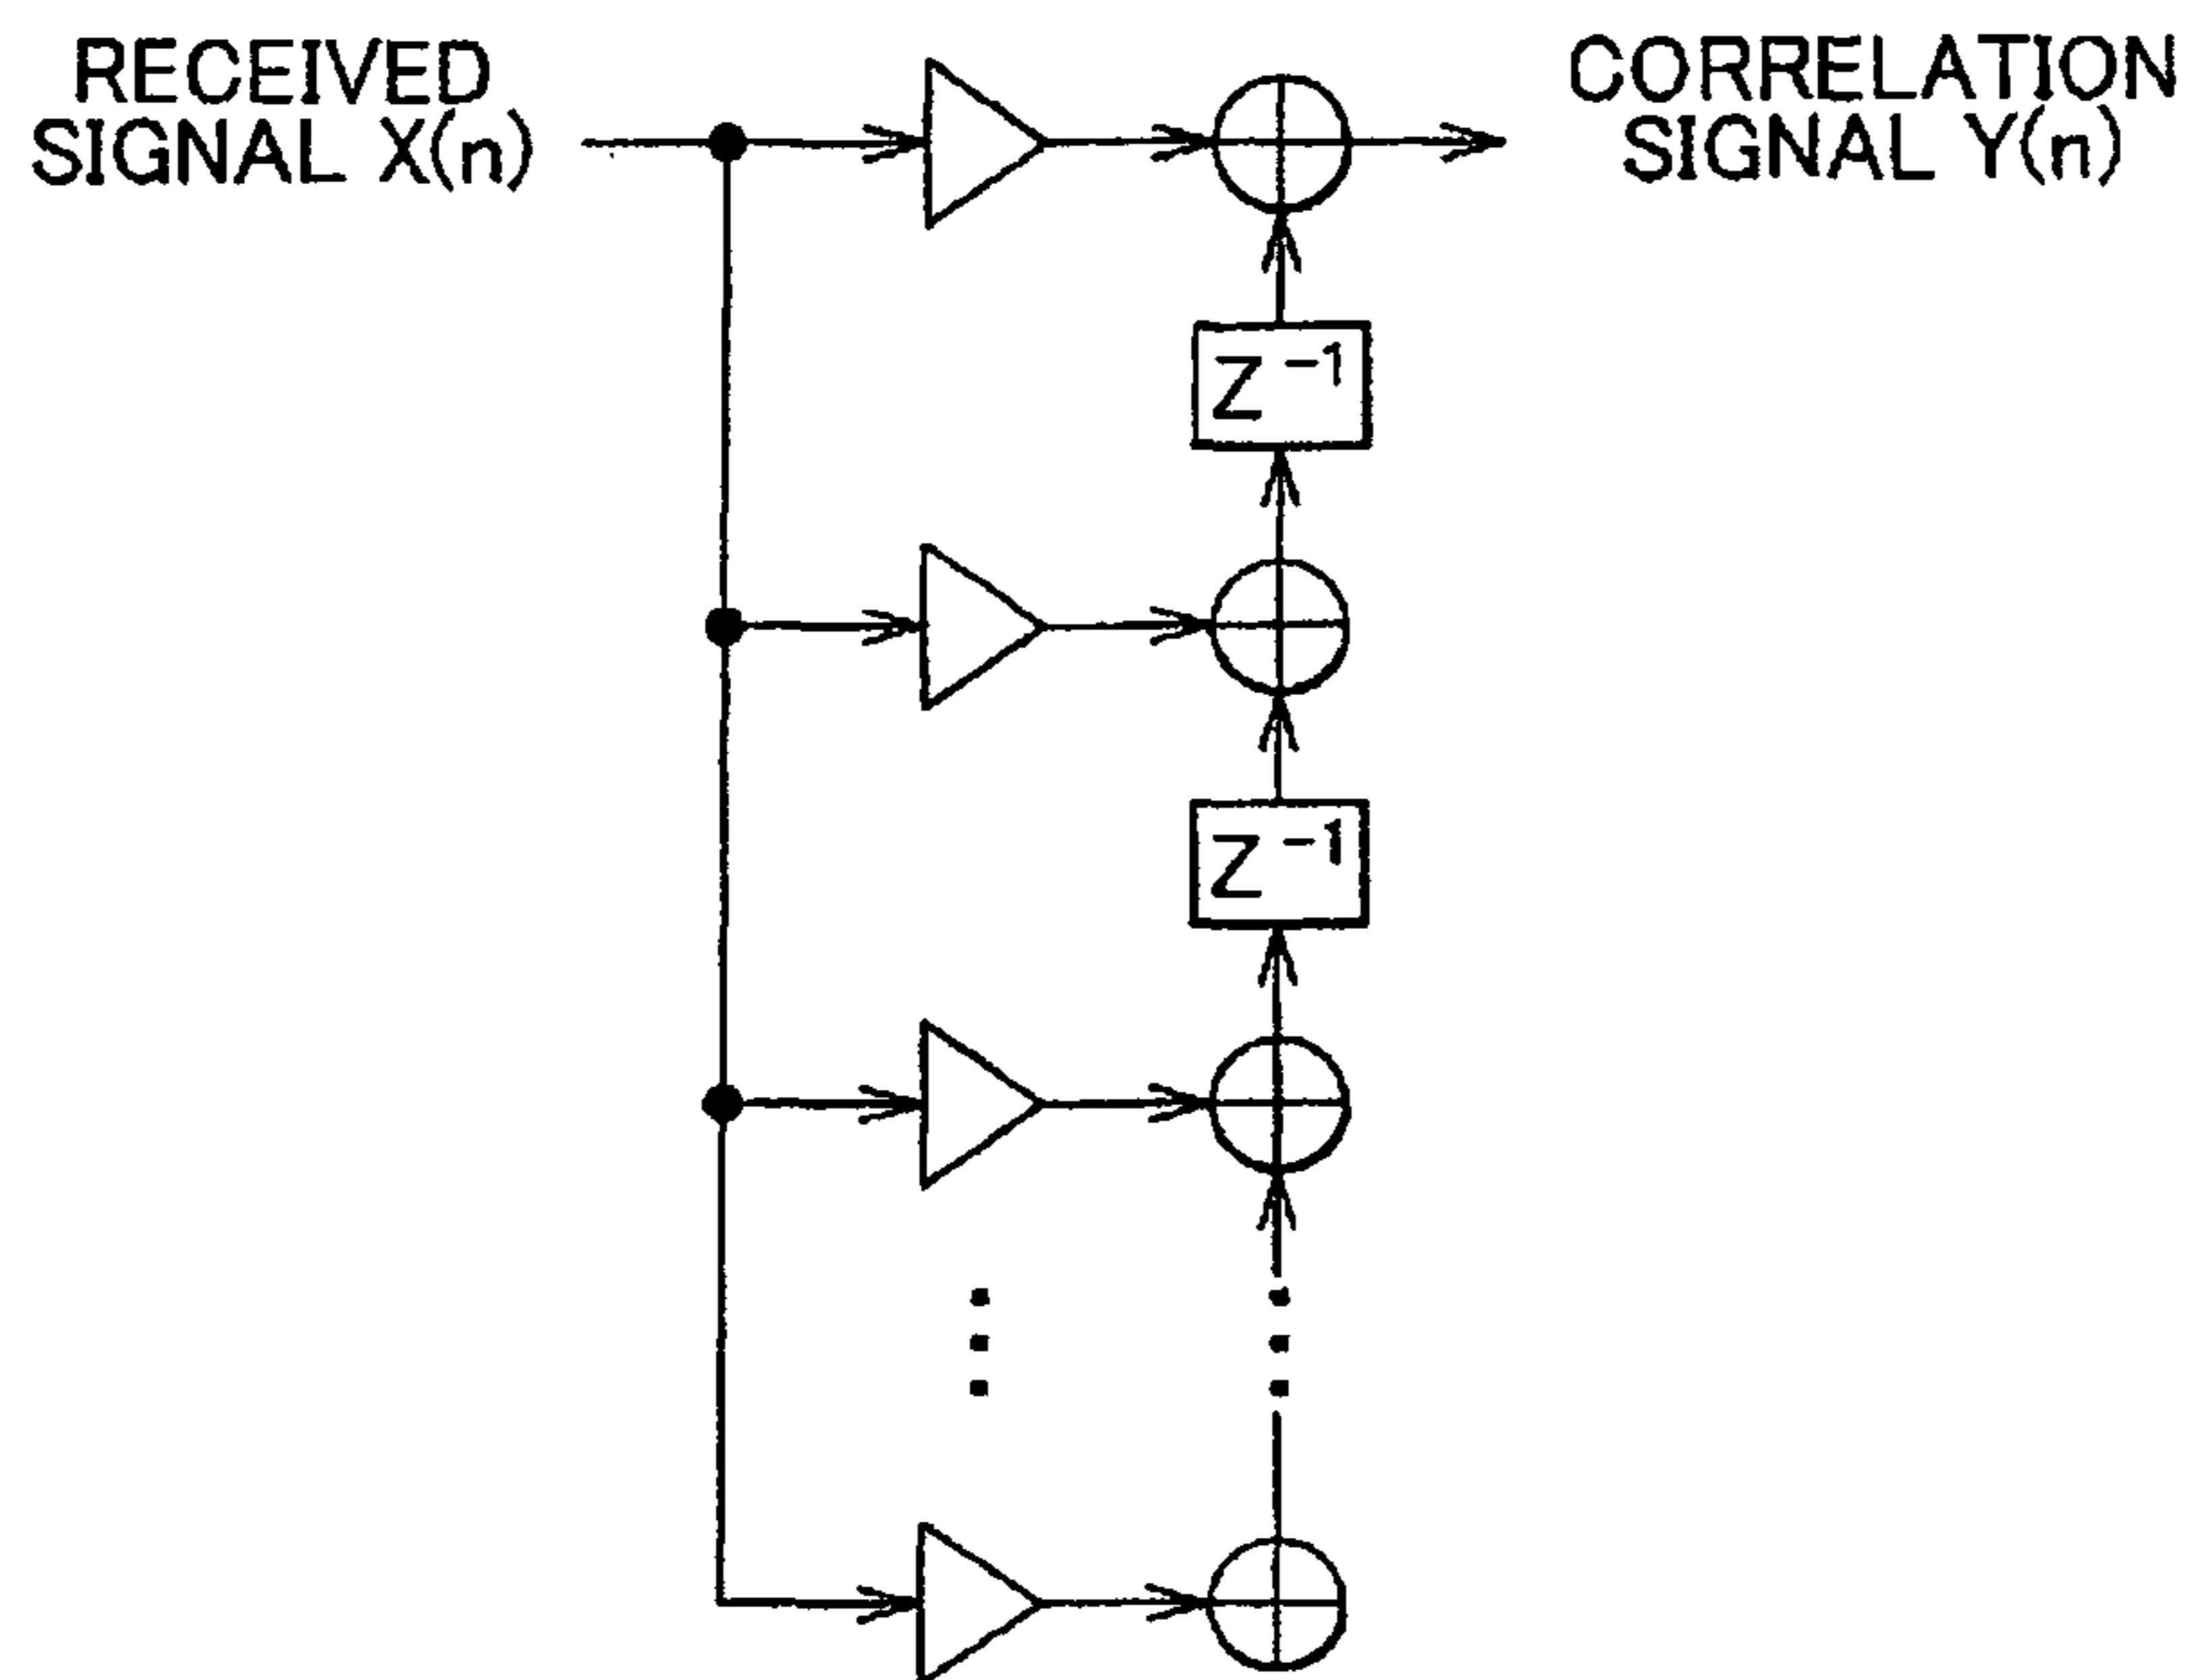 RECEIVED
SIGNAL X(n)
CORRELATION
SIGNAL Y(n)
Z⁻¹
Z⁻¹